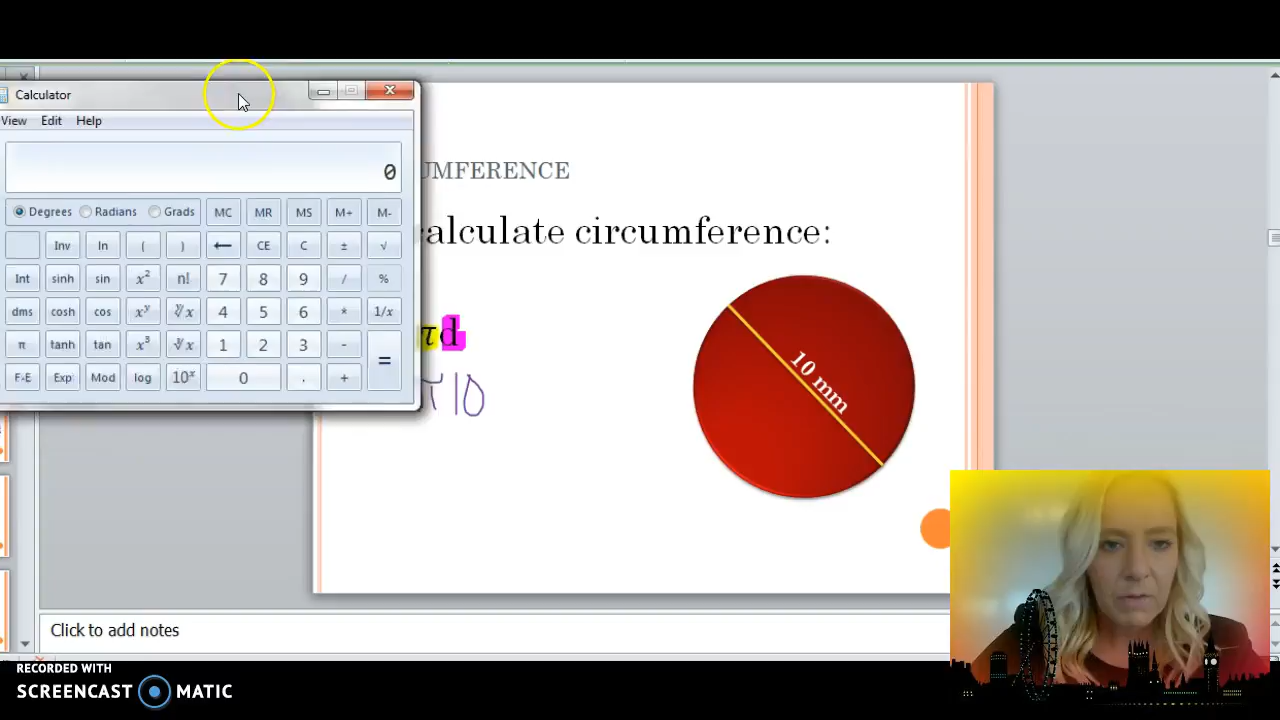 Calculator
View Edit Help
0
Degrees Radians Grads MC MR MS M+ M-
Inv ln ( ) ← CE C ± √
Int sinh sin x² n! 7 8 9 / %
dms cosh cos xʸ ʸ√x 4 5 6 * 1/x
π tanh tan x³ ³√x 1 2 3 - =
F-E Exp Mod log 10ˣ 0 . +
UMFERENCE
alculate circumference:
πd
π10
10 mm
Click to add notes
RECORDED WITH
SCREENCAST MATIC